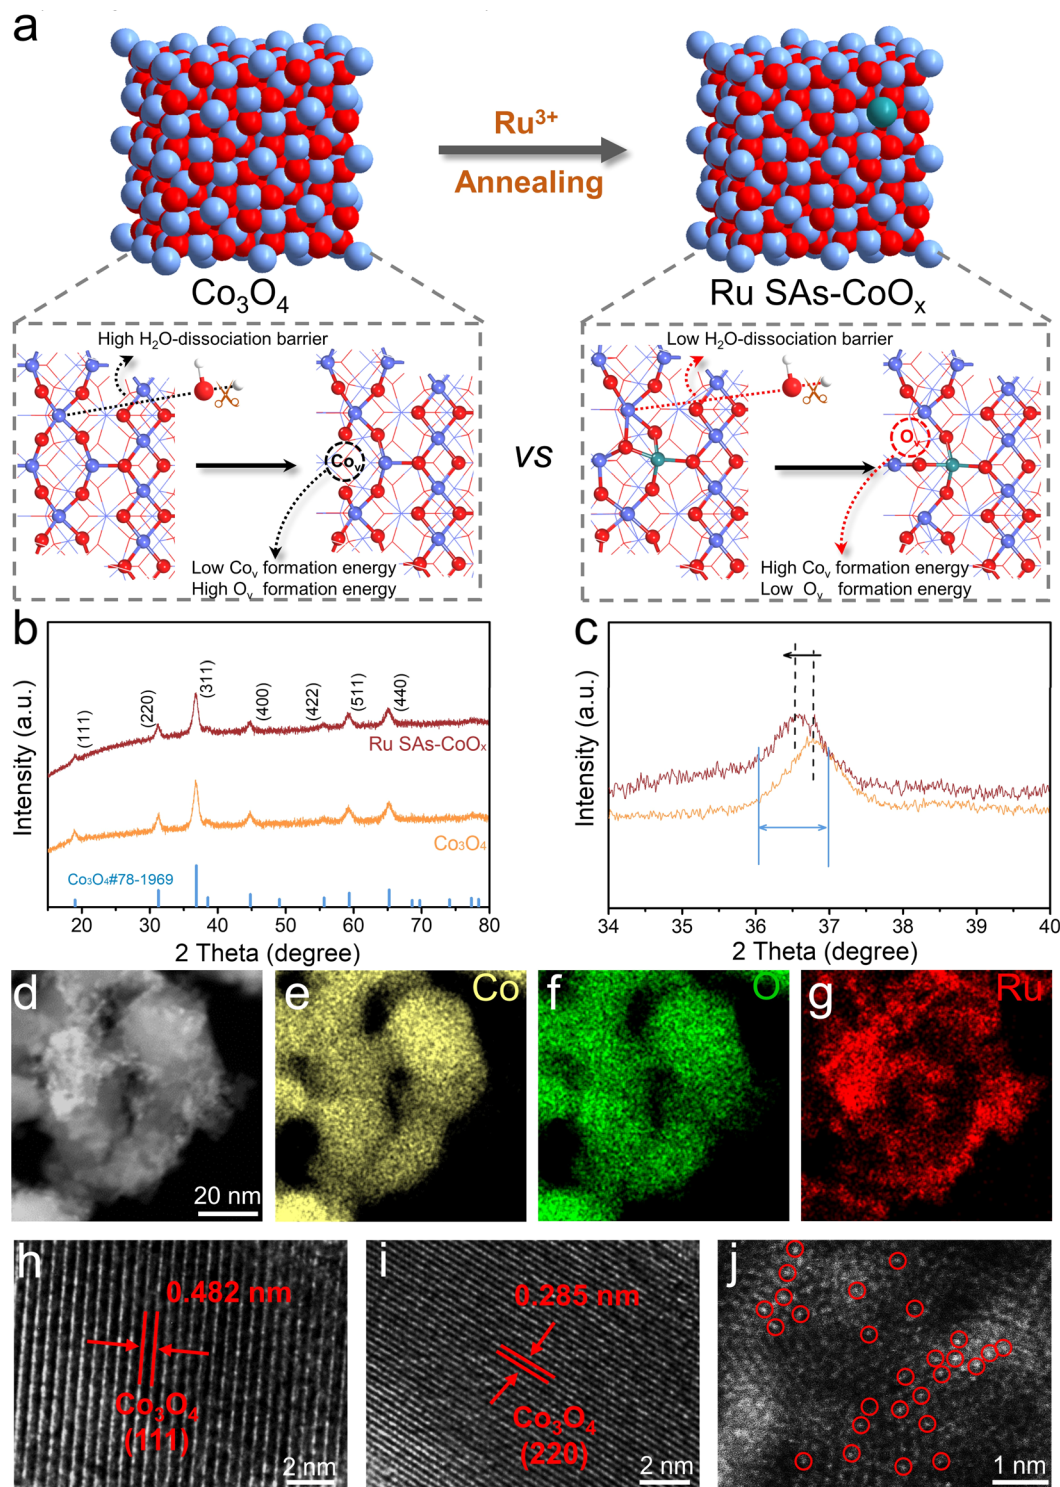 a
Ru³⁺
Annealing
Co₃O₄
Ru SAs-CoOₓ
High H₂O-dissociation barrier
Coᵥ
Low Coᵥ formation energy
High Oᵥ formation energy
vs
Low H₂O-dissociation barrier
Oᵥ
High Coᵥ formation energy
Low Oᵥ formation energy
b
Intensity (a.u.)
(111)
(220)
(311)
(400)
(422)
(511)
(440)
Ru SAs-CoOₓ
Co₃O₄
Co₃O₄#78-1969
20 30 40 50 60 70 80
2 Theta (degree)
c
Intensity (a.u.)
34 35 36 37 38 39 40
2 Theta (degree)
d
20 nm
e
Co
f
O
g
Ru
h
0.482 nm
Co₃O₄
(111)
2 nm
i
0.285 nm
Co₃O₄
(220)
2 nm
j
1 nm